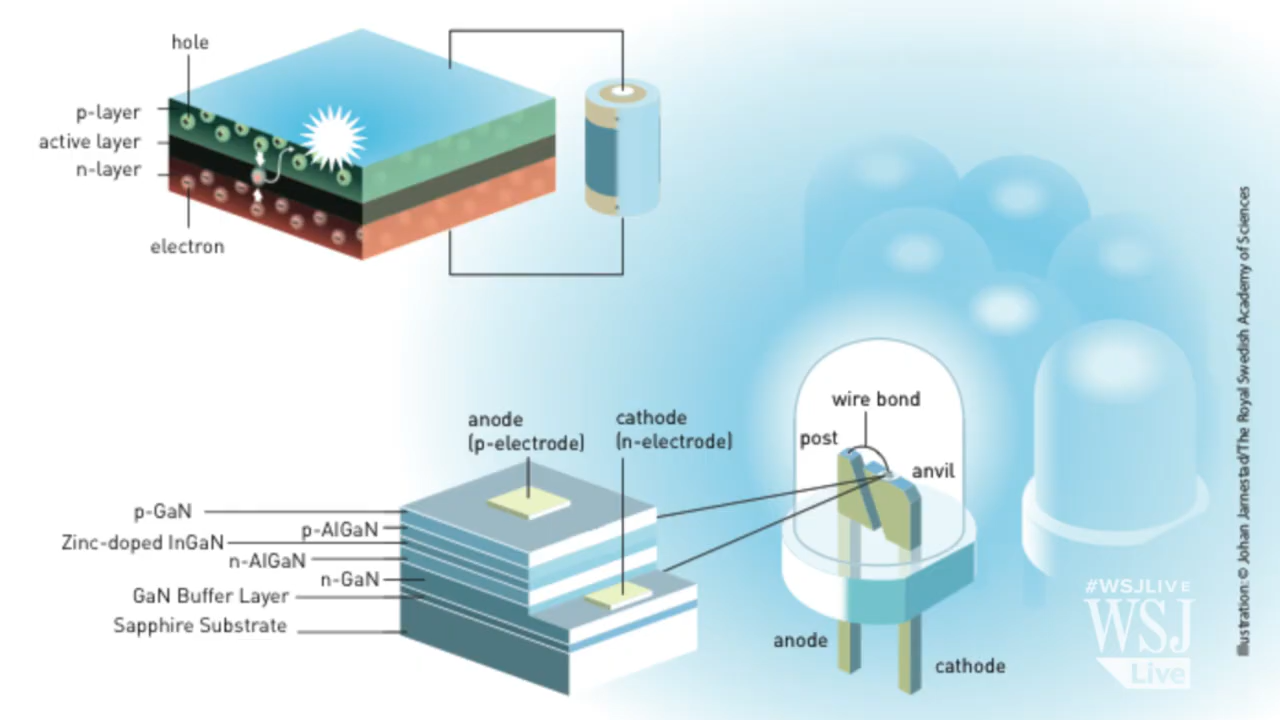 hole
p-layer
active layer
n-layer
electron
anode
(p-electrode)
cathode
(n-electrode)
p-GaN
p-AlGaN
Zinc-doped InGaN
n-AlGaN
n-GaN
GaN Buffer Layer
Sapphire Substrate
wire bond
post
anvil
anode
cathode
#WSJLIVE
WSJ
Live
Illustration: © Johan Jarnestad/The Royal Swedish Academy of Sciences